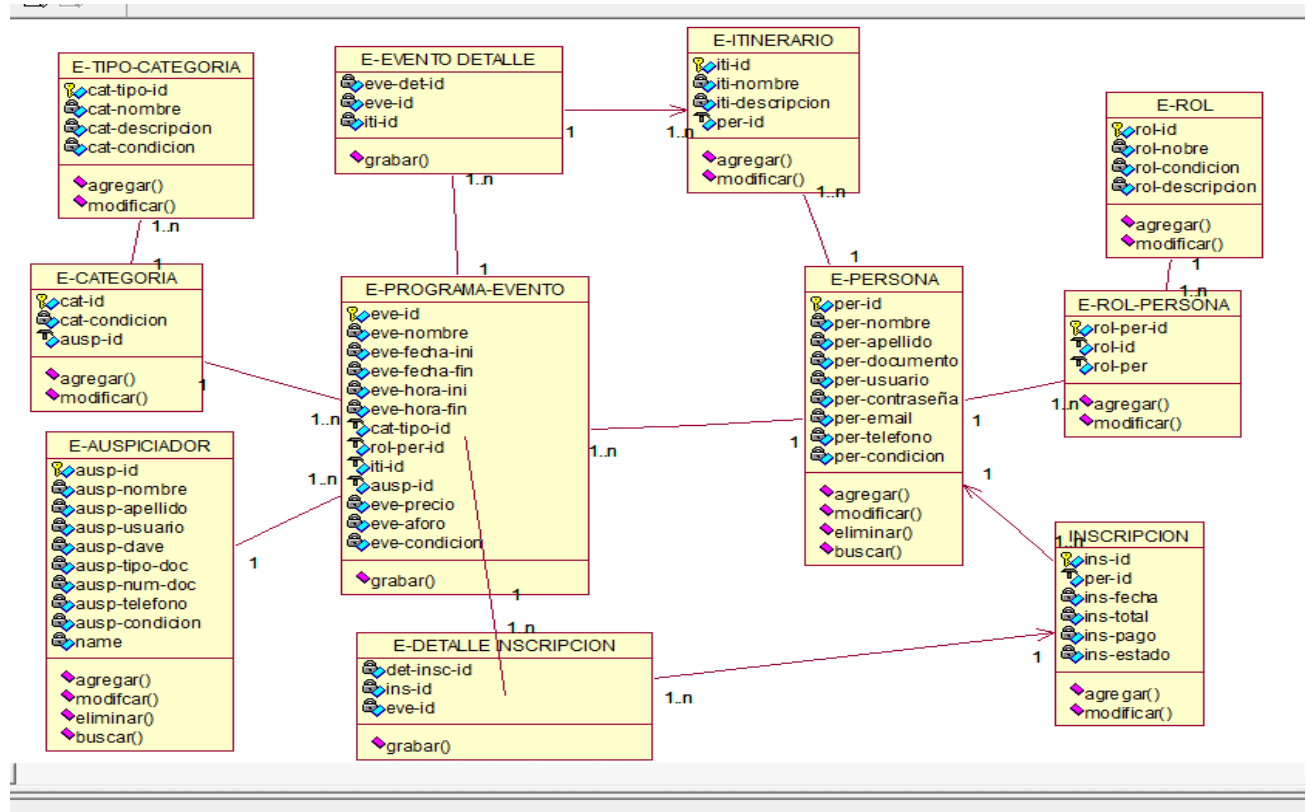 E-TIPO-CATEGORIA
cat-tipo-id
cat-nombre
cat-descripcion
cat-condicion
agregar()
modificar()
1..n
1
E-CATEGORIA
cat-id
cat-condicion
ausp-id
agregar()
modificar()
1
1..n
E-AUSPICIADOR
ausp-id
ausp-nombre
ausp-apellido
ausp-usuario
ausp-clave
ausp-tipo-doc
ausp-num-doc
ausp-telefono
ausp-condicion
name
agregar()
modifcar()
eliminar()
buscar()
1
1..n
E-EVENTO DETALLE
eve-det-id
eve-id
iti-id
grabar()
1
1..n
1..n
1
E-PROGRAMA-EVENTO
eve-id
eve-nombre
eve-fecha-ini
eve-fecha-fin
eve-hora-ini
eve-hora-fin
cat-tipo-id
rol-per-id
iti-id
ausp-id
eve-precio
eve-aforo
eve-condicion
grabar()
1..n
1
1
1..n
E-DETALLE INSCRIPCION
det-insc-id
ins-id
eve-id
grabar()
1..n
1
E-ITINERARIO
iti-id
iti-nombre
iti-descripcion
per-id
agregar()
modificar()
1..n
1
E-PERSONA
per-id
per-nombre
per-apellido
per-documento
per-usuario
per-contraseña
per-email
per-telefono
per-condicion
agregar()
modificar()
eliminar()
buscar()
1
1..n
1
1..n
E-ROL
rol-id
rol-nobre
rol-condicion
rol-descripcion
agregar()
modificar()
1
1..n
E-ROL-PERSONA
rol-per-id
rol-id
rol-per
agregar()
modificar()
INSCRIPCION
ins-id
per-id
ins-fecha
ins-total
ins-pago
ins-estado
agregar()
modificar()